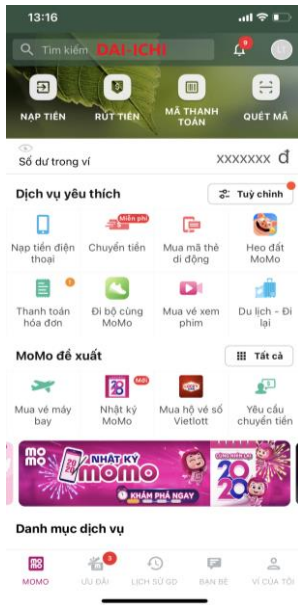 13:16
Tìm kiếm DAI-ICHI
NẠP TIỀN RÚT TIỀN MÃ THANH TOÁN QUÉT MÃ
Số dư trong ví xxxxxxx đ
Dịch vụ yêu thích Tuỳ chỉnh
Miễn phí
Nạp tiền điện thoại Chuyển tiền Mua mã thẻ di động Heo đất MoMo
Thanh toán hóa đơn Đi bộ cùng MoMo Mua vé xem phim Du lịch - Đi lại
MoMo đề xuất Tất cả
28 Mới
Mua vé máy bay Nhật ký MoMo Mua hộ vé số Vietlott Yêu cầu chuyển tiền
mo mo NHẬT KÝ momo
KHÁM PHÁ NGAY
Danh mục dịch vụ
3
MOMO ƯU ĐÃI LỊCH SỬ GD BẠN BÈ VÍ CỦA TÔI